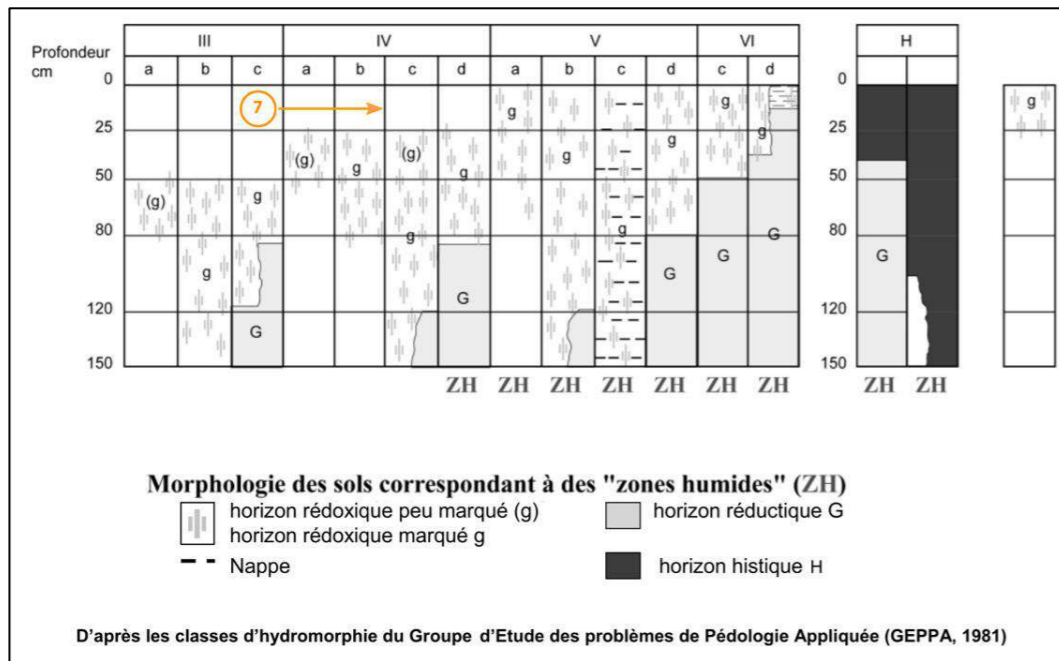 III IV V VI H
Profondeur
cm
a b c a b c d a b c d c d
0 0
7
g g g
25 25
g (g) g (g) g g g
50 50
(g) g g
80 80
g g G G G G
120 120
G
150 150
ZH ZH ZH ZH ZH ZH ZH ZH ZH
Morphologie des sols correspondant à des "zones humides" (ZH)
horizon rédoxique peu marqué (g) horizon réductique G
horizon rédoxique marqué g
Nappe horizon histique H
D'après les classes d'hydromorphie du Groupe d'Etude des problèmes de Pédologie Appliquée (GEPPA, 1981)